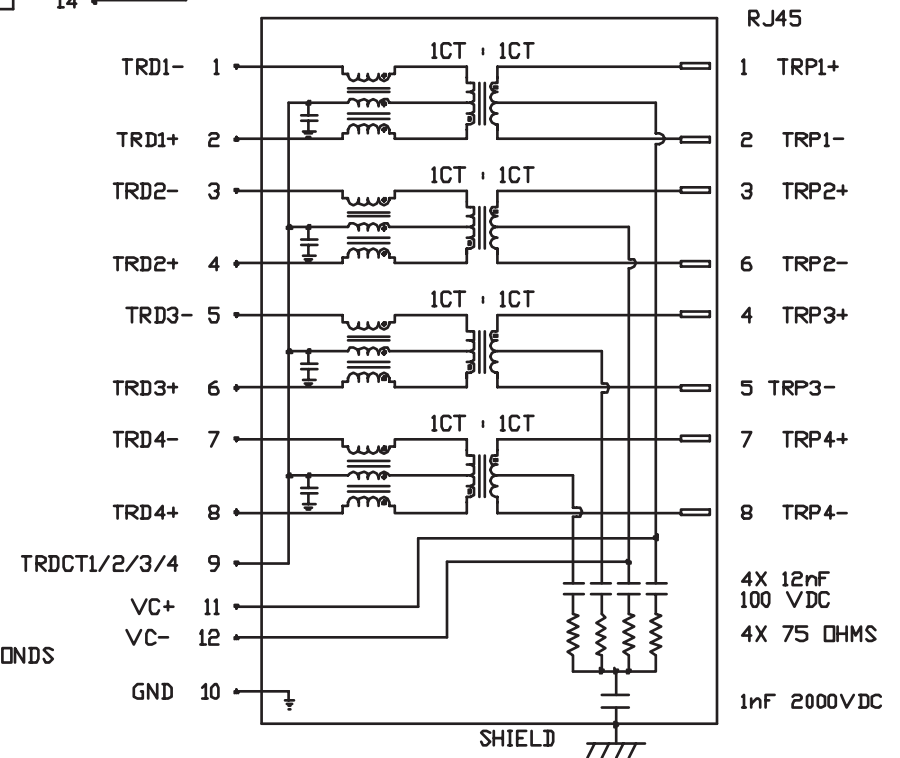 14
RJ45
1CT : 1CT
TRD1- 1
1 TRP1+
TRD1+ 2
2 TRP1-
1CT : 1CT
TRD2- 3
3 TRP2+
TRD2+ 4
6 TRP2-
1CT : 1CT
TRD3- 5
4 TRP3+
TRD3+ 6
5 TRP3-
1CT : 1CT
TRD4- 7
7 TRP4+
TRD4+ 8
8 TRP4-
TRDCT1/2/3/4 9
4X 12nF
100 VDC
VC+ 11
VC- 12
4X 75 OHMS
ONDS
GND 10
1nF 2000VDC
SHIELD